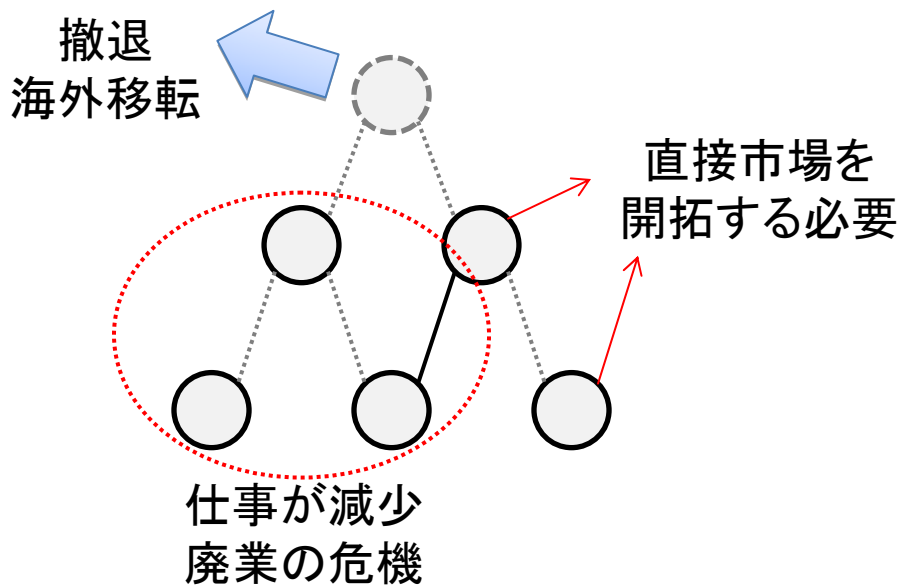 撤退
海外移転
直接市場を
開拓する必要
仕事が減少
廃業の危機